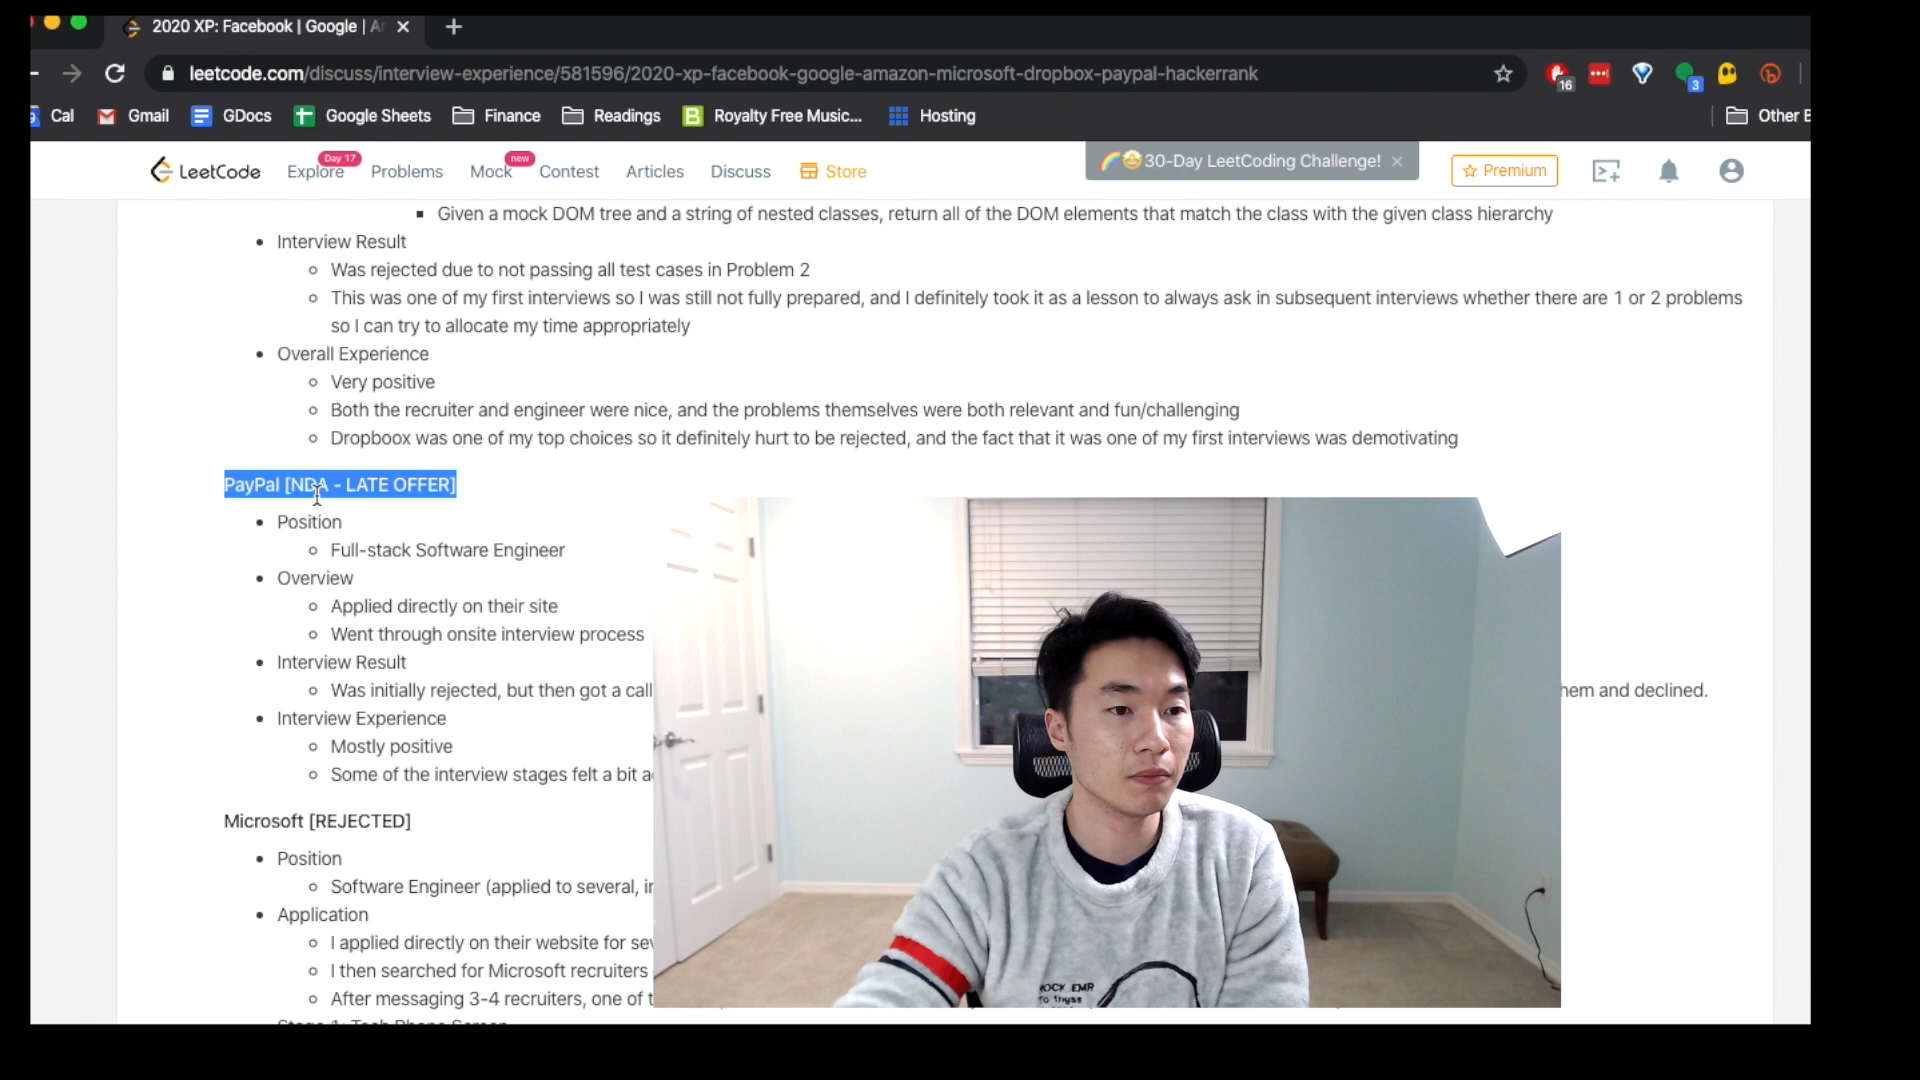 2020 XP: Facebook | Google |
leetcode.com/discuss/interview-experience/581596/2020-xp-facebook-google-amazon-microsoft-dropbox-paypal-hackerrank
16
3
Cal Gmail GDocs Google Sheets Finance Readings Royalty Free Music... Hosting Other B
LeetCode Explore Day 17 Problems Mock new Contest Articles Discuss Store 30-Day LeetCoding Challenge! Premium
Given a mock DOM tree and a string of nested classes, return all of the DOM elements that match the class with the given class hierarchy
Interview Result
Was rejected due to not passing all test cases in Problem 2
This was one of my first interviews so I was still not fully prepared, and I definitely took it as a lesson to always ask in subsequent interviews whether there are 1 or 2 problems
so I can try to allocate my time appropriately
Overall Experience
Very positive
Both the recruiter and engineer were nice, and the problems themselves were both relevant and fun/challenging
Dropboox was one of my top choices so it definitely hurt to be rejected, and the fact that it was one of my first interviews was demotivating
PayPal [NDA - LATE OFFER]
Position
Full-stack Software Engineer
Overview
Applied directly on their site
Went through onsite interview process
Interview Result
Was initially rejected, but then got a call hem and declined.
Interview Experience
Mostly positive
Some of the interview stages felt a bit a
Microsoft [REJECTED]
Position
Software Engineer (applied to several, in
Application
I applied directly on their website for sev
I then searched for Microsoft recruiters
After messaging 3-4 recruiters, one of t
Stage 1: Tech Phone Screen